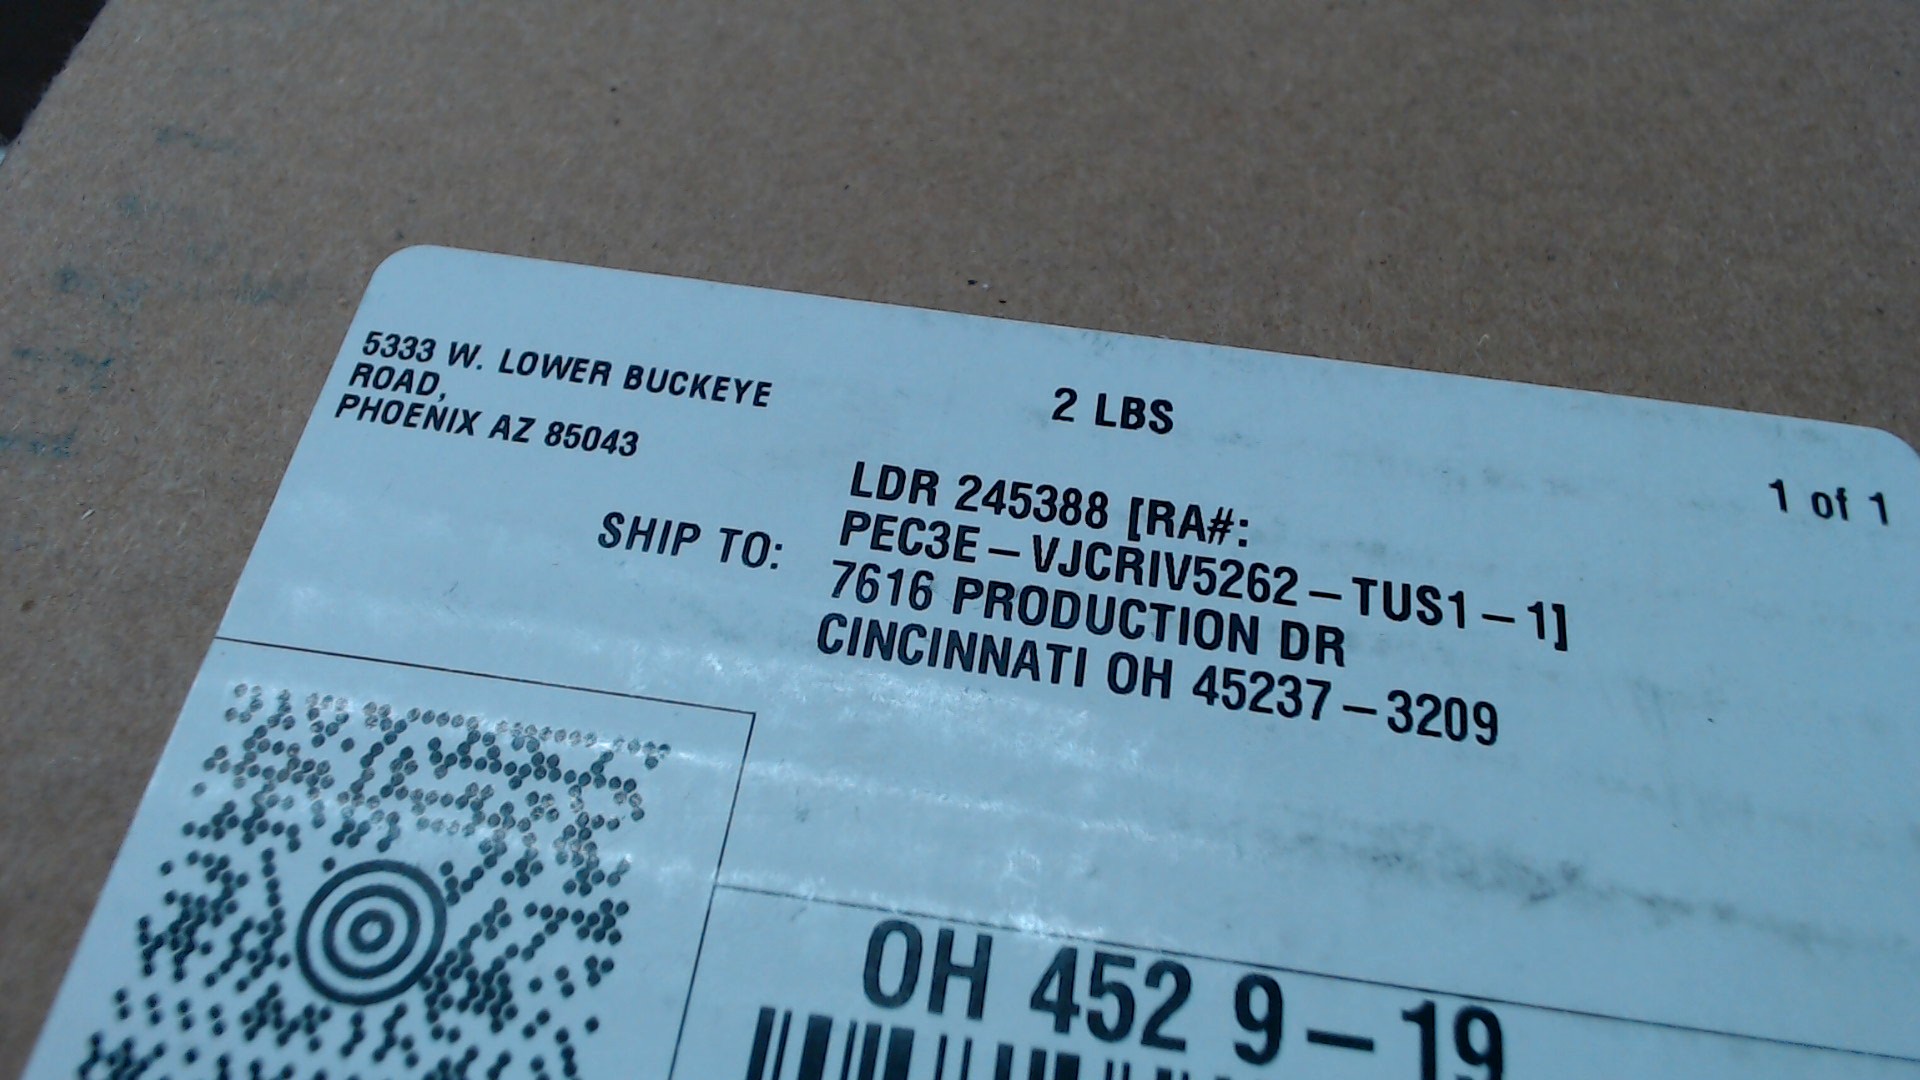 5333 W. LOWER BUCKEYE
ROAD,
PHOENIX AZ 85043
2 LBS
1 of 1
SHIP TO:
LDR 245388 [RA#:
PEC3E-VJCRIV5262-TUS1-1]
7616 PRODUCTION DR
CINCINNATI OH 45237-3209
OH 452 9-19